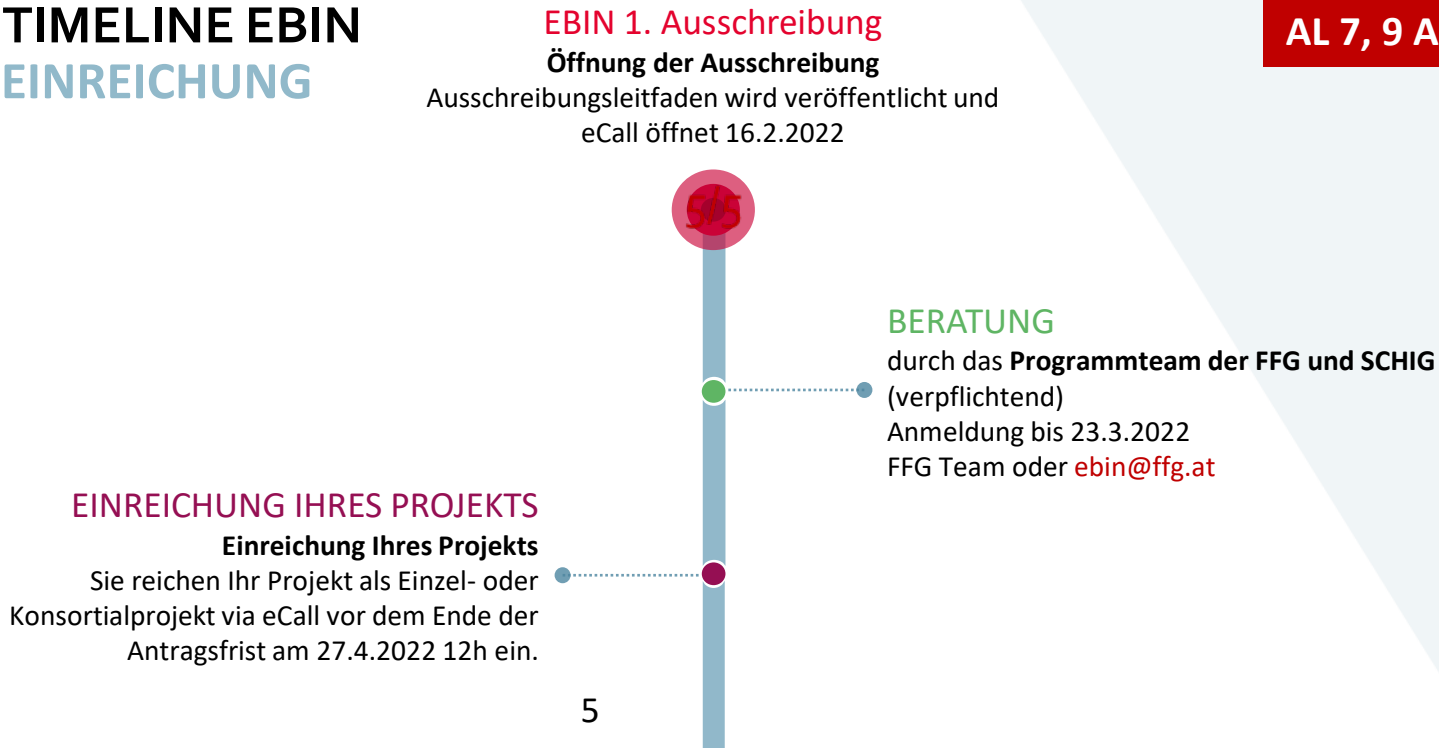 TIMELINE EBIN
EINREICHUNG
EBIN 1. Ausschreibung
Öffnung der Ausschreibung
Ausschreibungsleitfaden wird veröffentlicht und
eCall öffnet 16.2.2022
AL 7, 9 A
5/5
BERATUNG
durch das Programmteam der FFG und SCHIG
(verpflichtend)
Anmeldung bis 23.3.2022
FFG Team oder ebin@ffg.at
EINREICHUNG IHRES PROJEKTS
Einreichung Ihres Projekts
Sie reichen Ihr Projekt als Einzel- oder
Konsortialprojekt via eCall vor dem Ende der
Antragsfrist am 27.4.2022 12h ein.
5